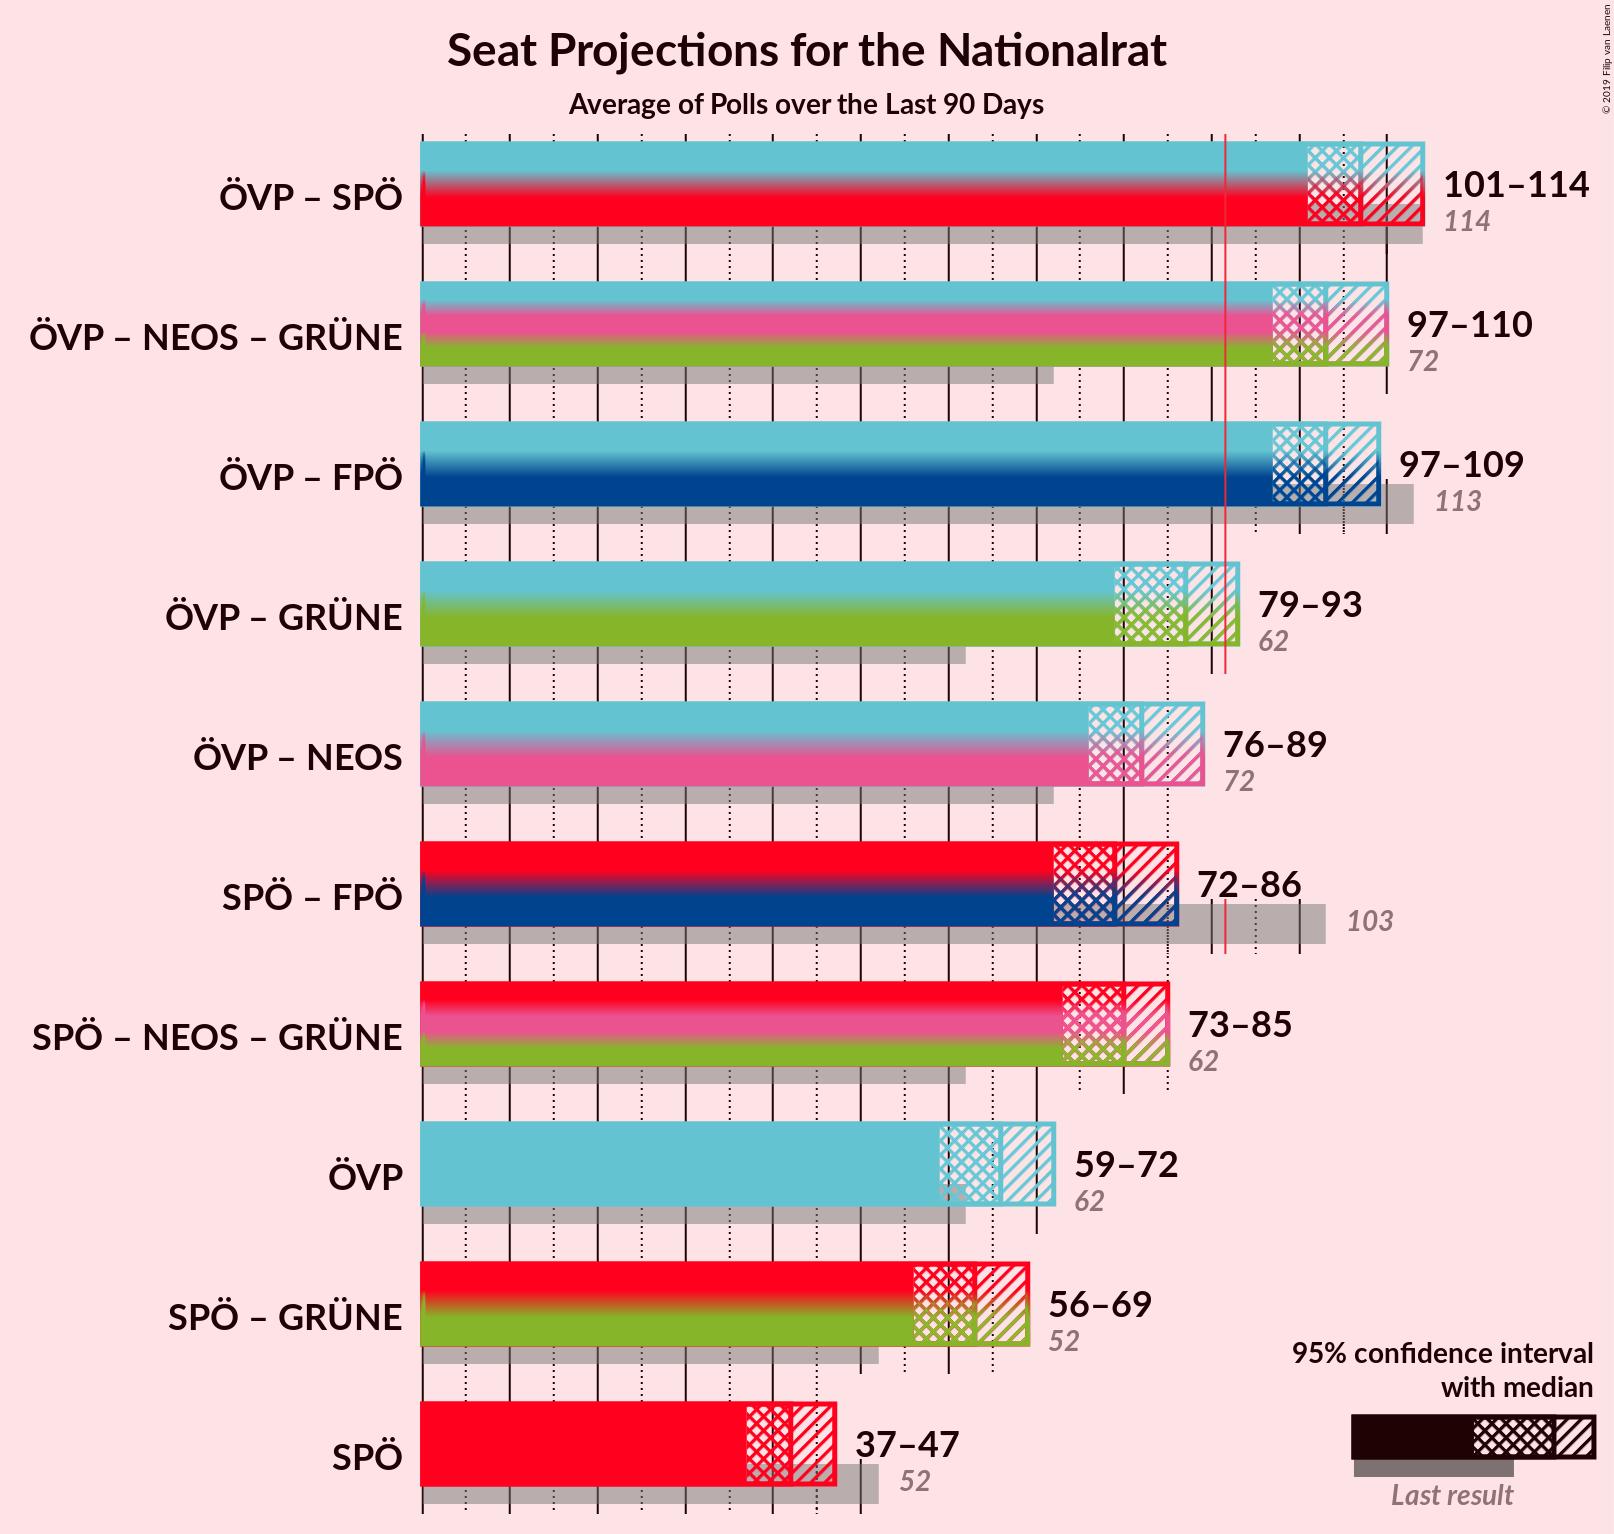 Seat Projections for the Nationalrat
Average of Polls over the Last 90 Days
© 2019 Filip van Laenen
ÖVP – SPÖ
101–114
114
ÖVP – NEOS – GRÜNE
97–110
72
ÖVP – FPÖ
97–109
113
ÖVP – GRÜNE
79–93
62
ÖVP – NEOS
76–89
72
SPÖ – FPÖ
72–86
103
SPÖ – NEOS – GRÜNE
73–85
62
ÖVP
59–72
62
SPÖ – GRÜNE
56–69
52
SPÖ
37–47
52
95% confidence interval
with median
Last result